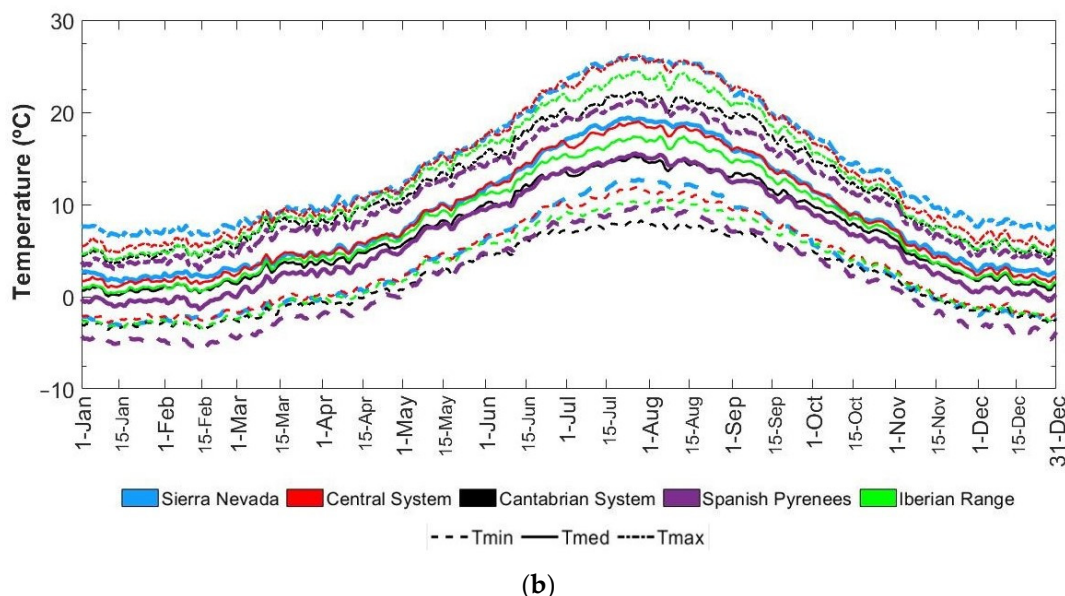 30
20
10
0
−10
Temperature (ºC)
1-Jan
15-Jan
1-Feb
15-Feb
1-Mar
15-Mar
1-Apr
15-Apr
1-May
15-May
1-Jun
15-Jun
1-Jul
15-Jul
1-Aug
15-Aug
1-Sep
15-Sep
1-Oct
15-Oct
1-Nov
15-Nov
1-Dec
15-Dec
31-Dec
Sierra Nevada Central System Cantabrian System Spanish Pyrenees Iberian Range
Tmin Tmed Tmax
(b)